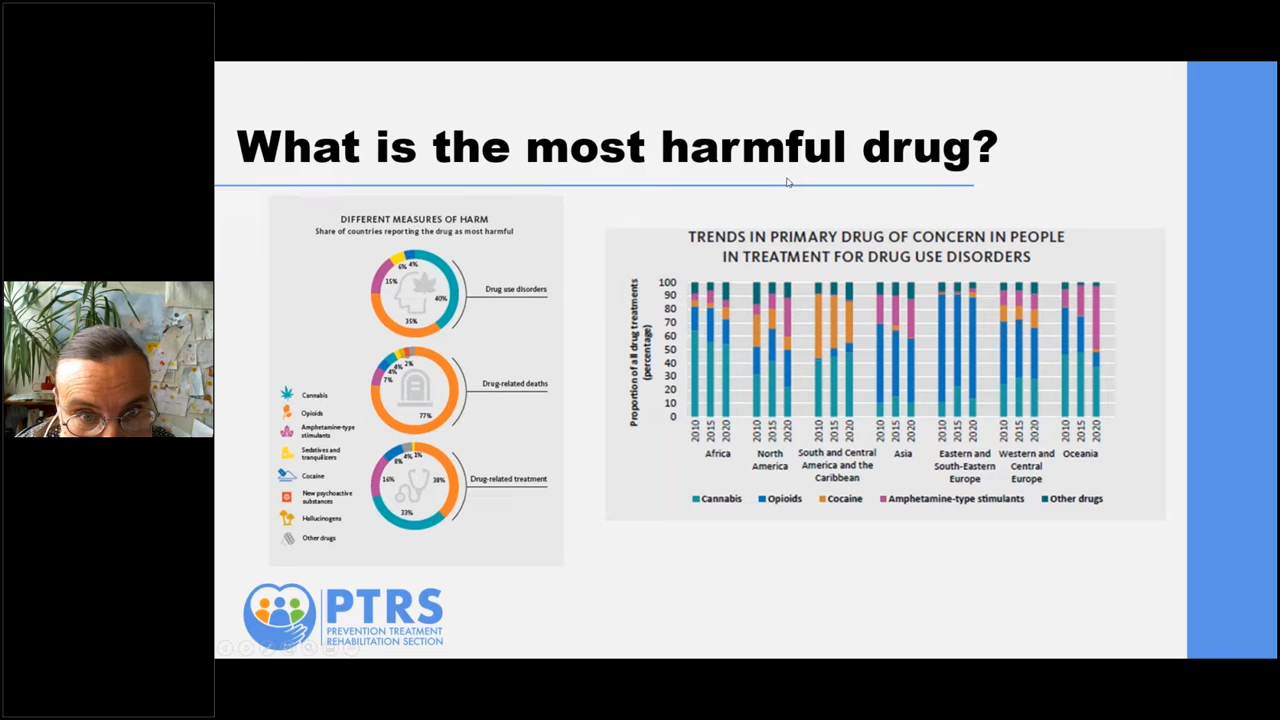 What is the most harmful drug?
DIFFERENT MEASURES OF HARM
Share of countries reporting the drug as most harmful
6%
4%
15%
40%
35%
Drug use disorders
4%
4%
2%
7%
77%
Drug-related deaths
8%
4%
1%
16%
38%
33%
Drug-related treatment
Cannabis
Opioids
Amphetamine-type
stimulants
Sedatives and
tranquilizers
Cocaine
New psychoactive
substances
Hallucinogens
Other drugs
TRENDS IN PRIMARY DRUG OF CONCERN IN PEOPLE
IN TREATMENT FOR DRUG USE DISORDERS
Proportion of all drug treatments
(percentage)
100
90
80
70
60
50
40
30
20
10
0
2010 2015 2020 2010 2015 2020 2010 2015 2020 2010 2015 2020 2010 2015 2020 2010 2015 2020 2010 2015 2020
Africa
North
America
South and Central
America and the
Caribbean
Asia
Eastern and
South-Eastern
Europe
Western and
Central
Europe
Oceania
Cannabis Opioids Cocaine Amphetamine-type stimulants Other drugs
PTRS
PREVENTION TREATMENT
REHABILITATION SECTION